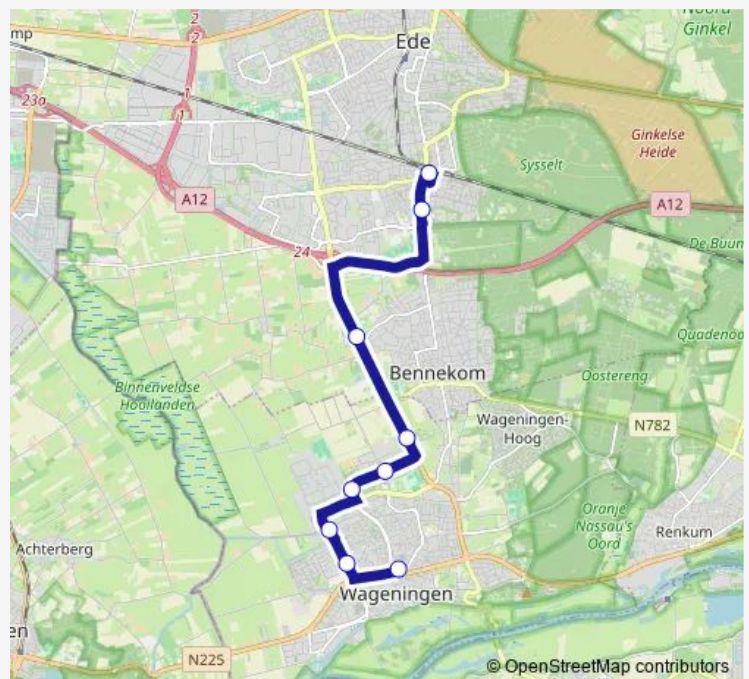 Noord
Ginkel
mp
2
2
Ede
23a
1
1
Ginkelse
Heide
Sysselt
A12
A12
24
De Buun
Quadenoo
Bennekom
Oostereng
Binnenveldse
Hooilanden
Wageningen-
Hoog
N782
Oranje
Nassau's
Oord
Renkum
Achterberg
Wageningen
en
N225
© OpenStreetMap contributors